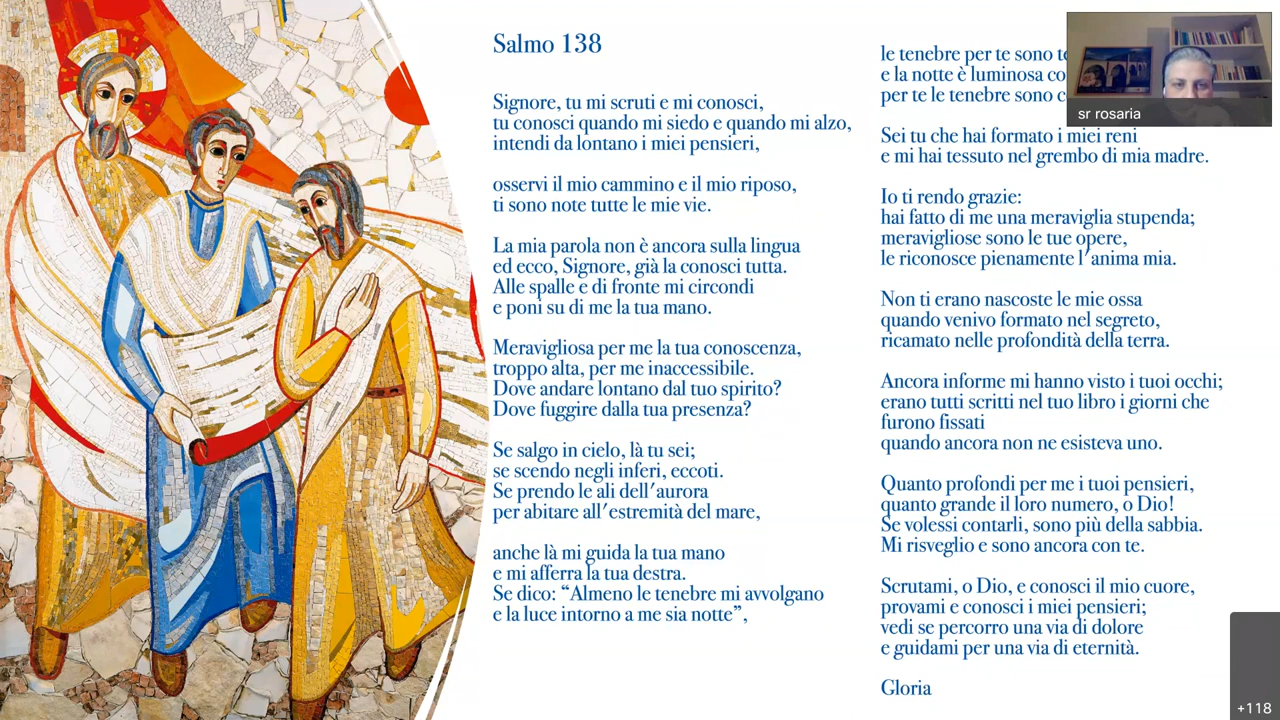 Salmo 138
Signore, tu mi scruti e mi conosci,
tu conosci quando mi siedo e quando mi alzo,
intendi da lontano i miei pensieri,
osservi il mio cammino e il mio riposo,
ti sono note tutte le mie vie.
La mia parola non è ancora sulla lingua
ed ecco, Signore, già la conosci tutta.
Alle spalle e di fronte mi circondi
e poni su di me la tua mano.
Meravigliosa per me la tua conoscenza,
troppo alta, per me inaccessibile.
Dove andare lontano dal tuo spirito?
Dove fuggire dalla tua presenza?
Se salgo in cielo, là tu sei;
se scendo negli inferi, eccoti.
Se prendo le ali dell'aurora
per abitare all'estremità del mare,
anche là mi guida la tua mano
e mi afferra la tua destra.
Se dico: “Almeno le tenebre mi avvolgano
e la luce intorno a me sia notte”,
le tenebre per te sono
e la notte è luminosa
per te le tenebre sono
Sei tu che hai formato i miei reni
e mi hai tessuto nel grembo di mia madre.
Io ti rendo grazie:
hai fatto di me una meraviglia stupenda;
meravigliose sono le tue opere,
le riconosce pienamente l'anima mia.
Non ti erano nascoste le mie ossa
quando venivo formato nel segreto,
ricamato nelle profondità della terra.
Ancora informe mi hanno visto i tuoi occhi;
erano tutti scritti nel tuo libro i giorni che
furono fissati
quando ancora non ne esisteva uno.
Quanto profondi per me i tuoi pensieri,
quanto grande il loro numero, o Dio!
Se volessi contarli, sono più della sabbia.
Mi risveglio e sono ancora con te.
Scrutami, o Dio, e conosci il mio cuore,
provami e conosci i miei pensieri;
vedi se percorro una via di dolore
e guidami per una via di eternità.
Gloria
sr rosaria
+118